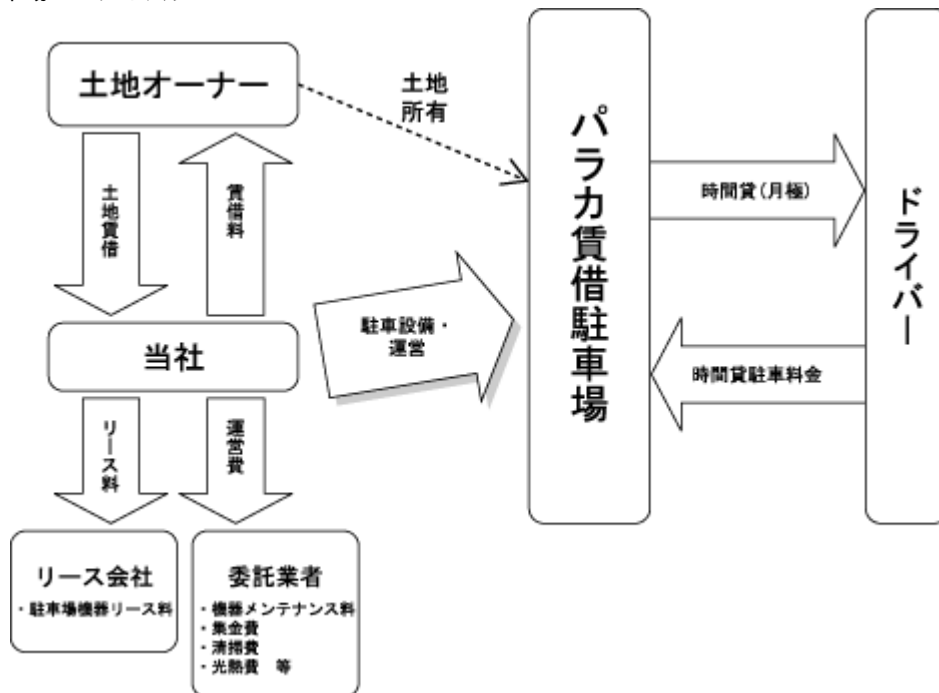 土地オーナー
土地
所有
土地賃借
賃借料
当社
駐車設備・
運営
パラカ賃借駐車場
時間貸(月極)
時間貸駐車料金
ドライバー
リース料
運営費
リース会社
・駐車場機器リース料
委託業者
・機器メンテナンス料
・集金費
・清掃費
・光熱費 等